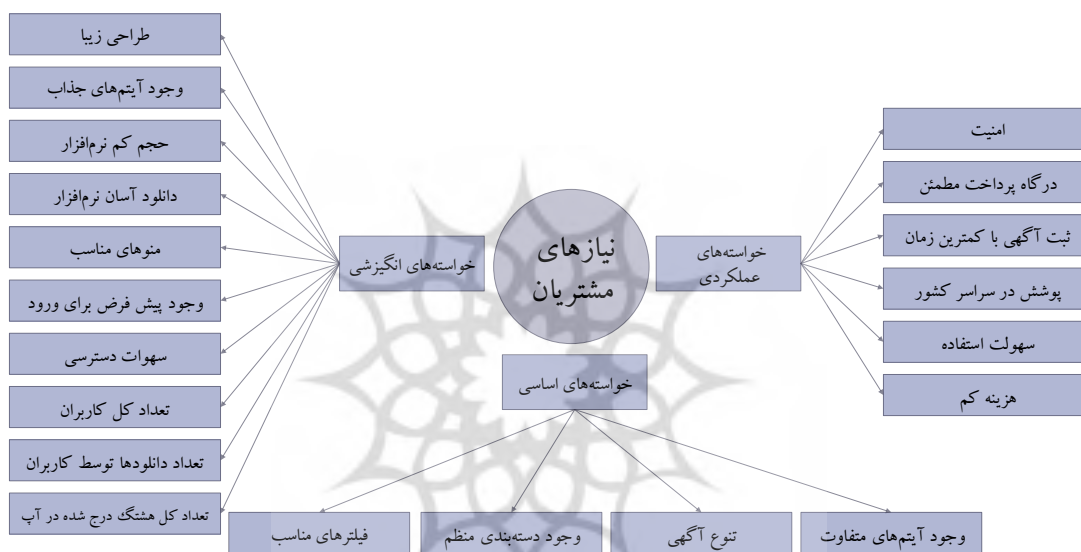 نیازهای
مشتریان
خواسته‌های
عملکردی
امنیت
درگاه پرداخت مطمئن
ثبت آگهی با کمترین زمان
پوشش در سراسر کشور
سهولت استفاده
هزینه کم
خواسته‌های انگیزشی
طراحی زیبا
وجود آیتم‌های جذاب
حجم کم نرم‌افزار
دانلود آسان نرم‌افزار
منوهای مناسب
وجود پیش فرض برای ورود
سهوات دسترسی
تعداد کل کاربران
تعداد دانلودها توسط کاربران
تعداد کل هشتگ درج شده در آپ
خواسته‌های اساسی
وجود آیتم‌های متفاوت
تنوع آگهی
وجود دسته‌بندی منظم
فیلترهای مناسب